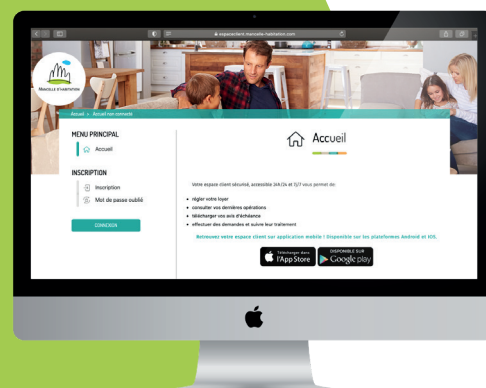 espaceclient.mancelle-habitation.com
MANCELLE D'HABITATION
Accueil > Accueil non connecté
MENU PRINCIPAL
Accueil
INSCRIPTION
Inscription
Mot de passe oublié
CONNEXION
Accueil
Votre espace client sécurisé, accessible 24h/24 et 7j/7 vous permet de:
• régler votre loyer
• consulter vos dernières opérations
• télécharger vos avis d'échéance
• effectuer des demandes et suivre leur traitement
Retrouvez votre espace client sur application mobile ! Disponible sur les plateformes Android et IOS.
Télécharger dans
l'App Store
DISPONIBLE SUR
Google play